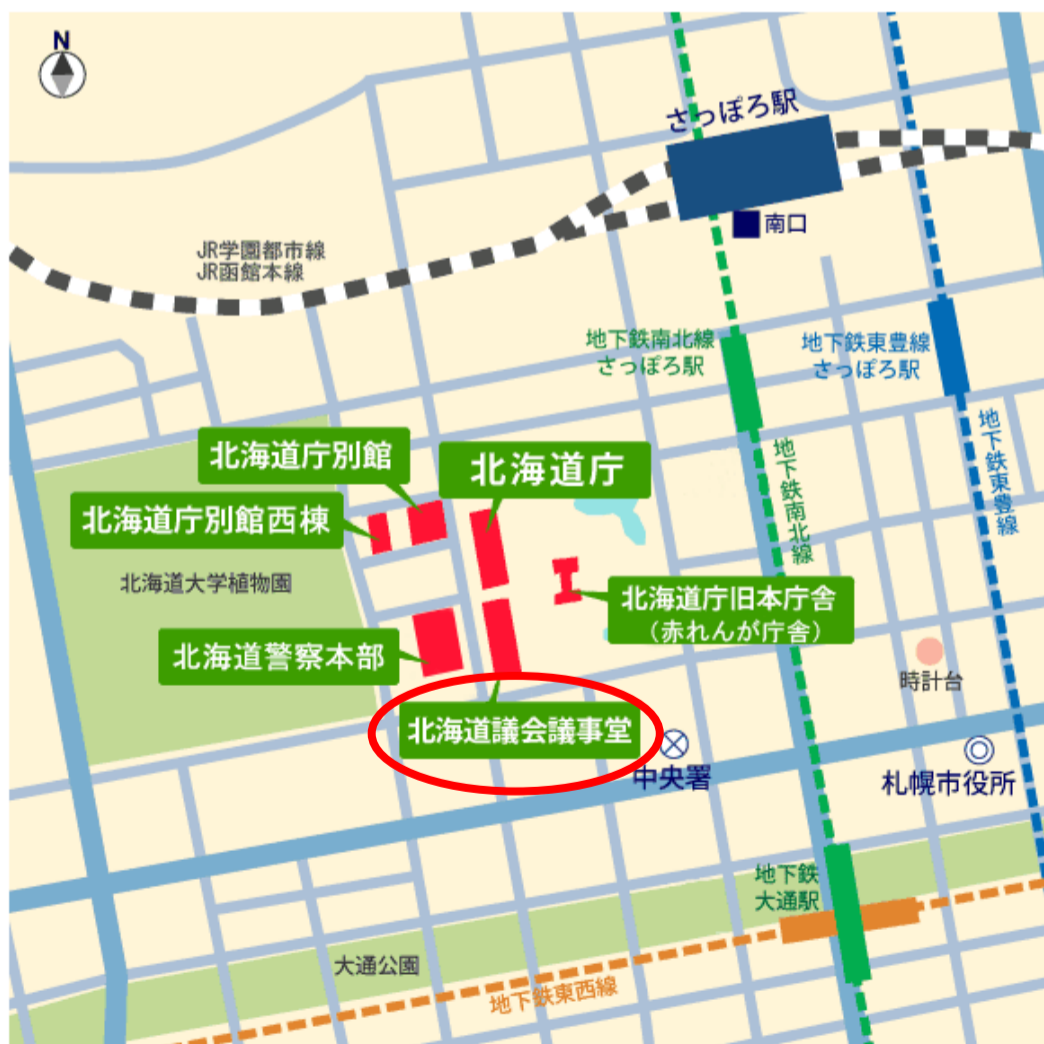 N
さっぽろ駅
南口
JR学園都市線
JR函館本線
地下鉄南北線
さっぽろ駅
地下鉄東豊線
さっぽろ駅
地下鉄東豊線
地下鉄南北線
北海道庁別館
北海道庁
北海道庁別館西棟
北海道大学植物園
北海道庁旧本庁舎
（赤れんが庁舎）
北海道警察本部
時計台
北海道議会議事堂
中央署
札幌市役所
地下鉄
大通駅
大通公園
地下鉄東西線